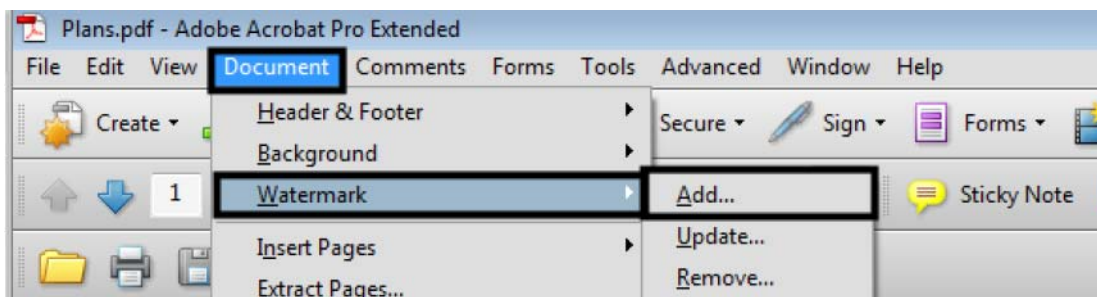 Plans.pdf - Adobe Acrobat Pro Extended
File Edit View Document Comments Forms Tools Advanced Window Help
Create Header & Footer Secure Sign Forms
Background
1 Watermark Add... Sticky Note
Update...
Insert Pages
Remove...
Extract Pages...